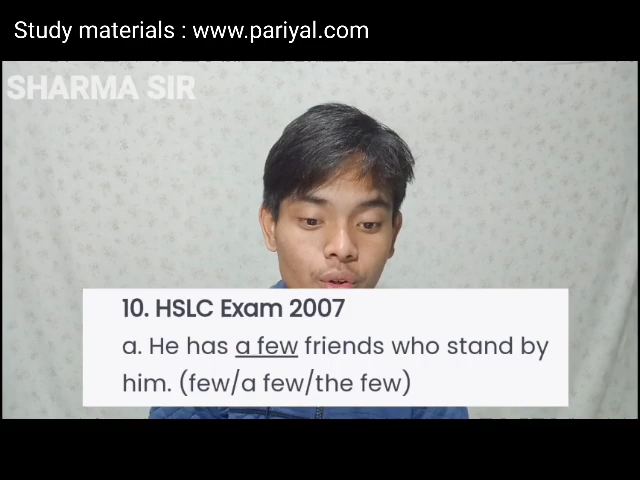 Study materials : www.pariyal.com
SHARMA SIR
10. HSLC Exam 2007
a. He has a few friends who stand by
him. (few/a few/the few)